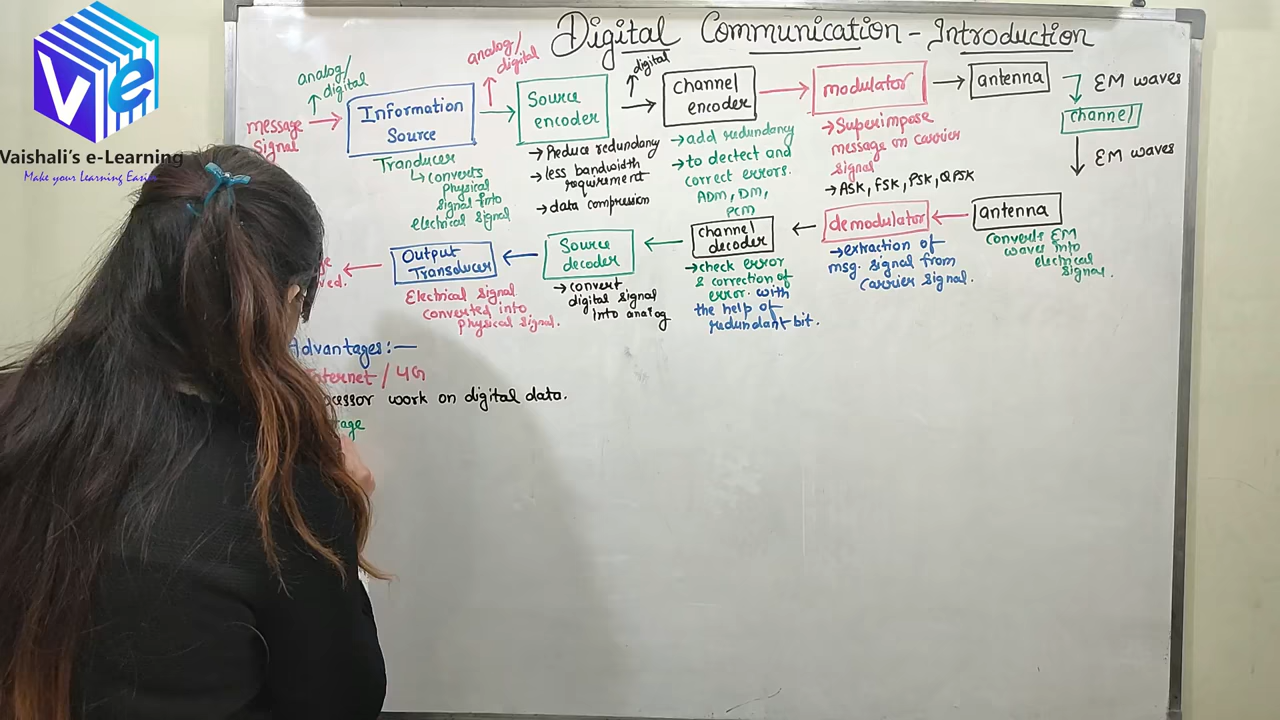 Digital Communication - Introduction
Ve
Vaishali's e-Learning
Make your Learning Easier
analog/
digital
analog/
digital
digital
message
Signal
Information
Source
Source
encoder
channel
encoder
modulator
antenna
EM waves
channel
EM waves
Tranducer
converts
physical
signal into
electrical signal
→ Reduce redundancy
→ less bandwidth
requirement
→ data compression
→ add redundancy
→ to dectect and
correct errors.
ADM, DM,
PCM
→ Superimpose
message on carrier
signal
→ ASK, FSK, PSK, QPSK
antenna
demodulator
channel
decoder
Source
decoder
Output
Transducer
ved.
Converts EM
waves into
electrical
signal.
→ extraction of
msg. signal from
carrier signal.
→ check error
& correction of
error. with
the help of
redundant bit.
→ convert
digital signal
into analog
Electrical signal
converted into
physical signal.
Advantages:—
Internet / 4G
cessor work on digital data.
age